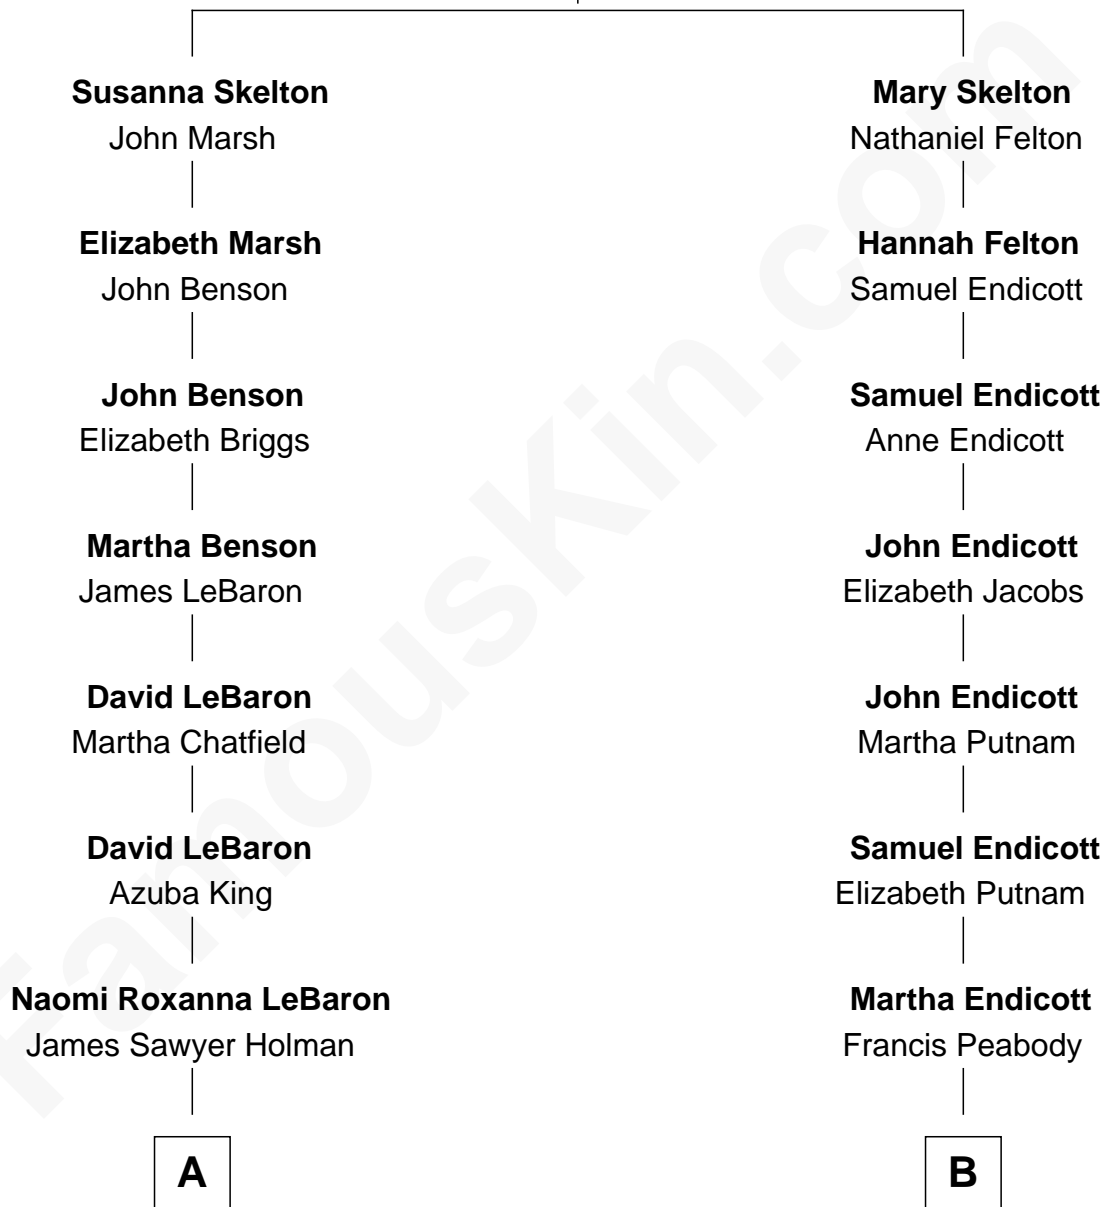 Susanna Skelton
John Marsh
Elizabeth Marsh
John Benson
John Benson
Elizabeth Briggs
Martha Benson
James LeBaron
David LeBaron
Martha Chatfield
David LeBaron
Azuba King
Naomi Roxanna LeBaron
James Sawyer Holman
A
Mary Skelton
Nathaniel Felton
Hannah Felton
Samuel Endicott
Samuel Endicott
Anne Endicott
John Endicott
Elizabeth Jacobs
John Endicott
Martha Putnam
Samuel Endicott
Elizabeth Putnam
Martha Endicott
Francis Peabody
B
FamousKin.com